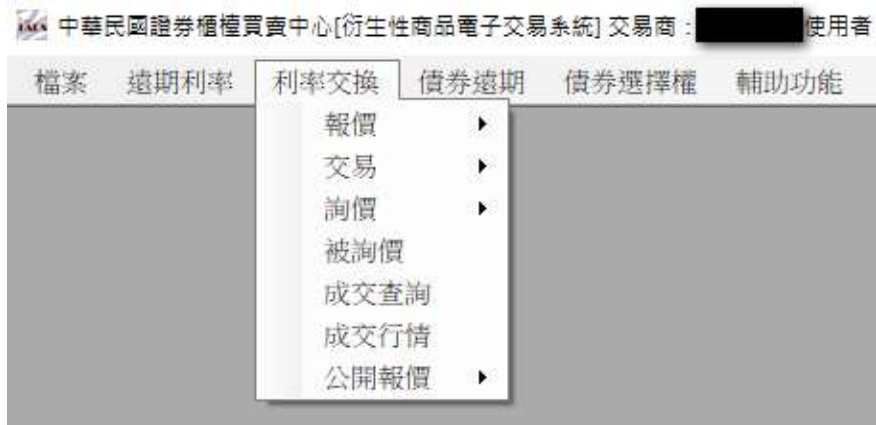 中華民國證券櫃檯買賣中心[衍生性商品電子交易系統] 交易商: 使用者
檔案 遠期利率 利率交換 債券遠期 債券選擇權 輔助功能
報價
交易
詢價
被詢價
成交查詢
成交行情
公開報價